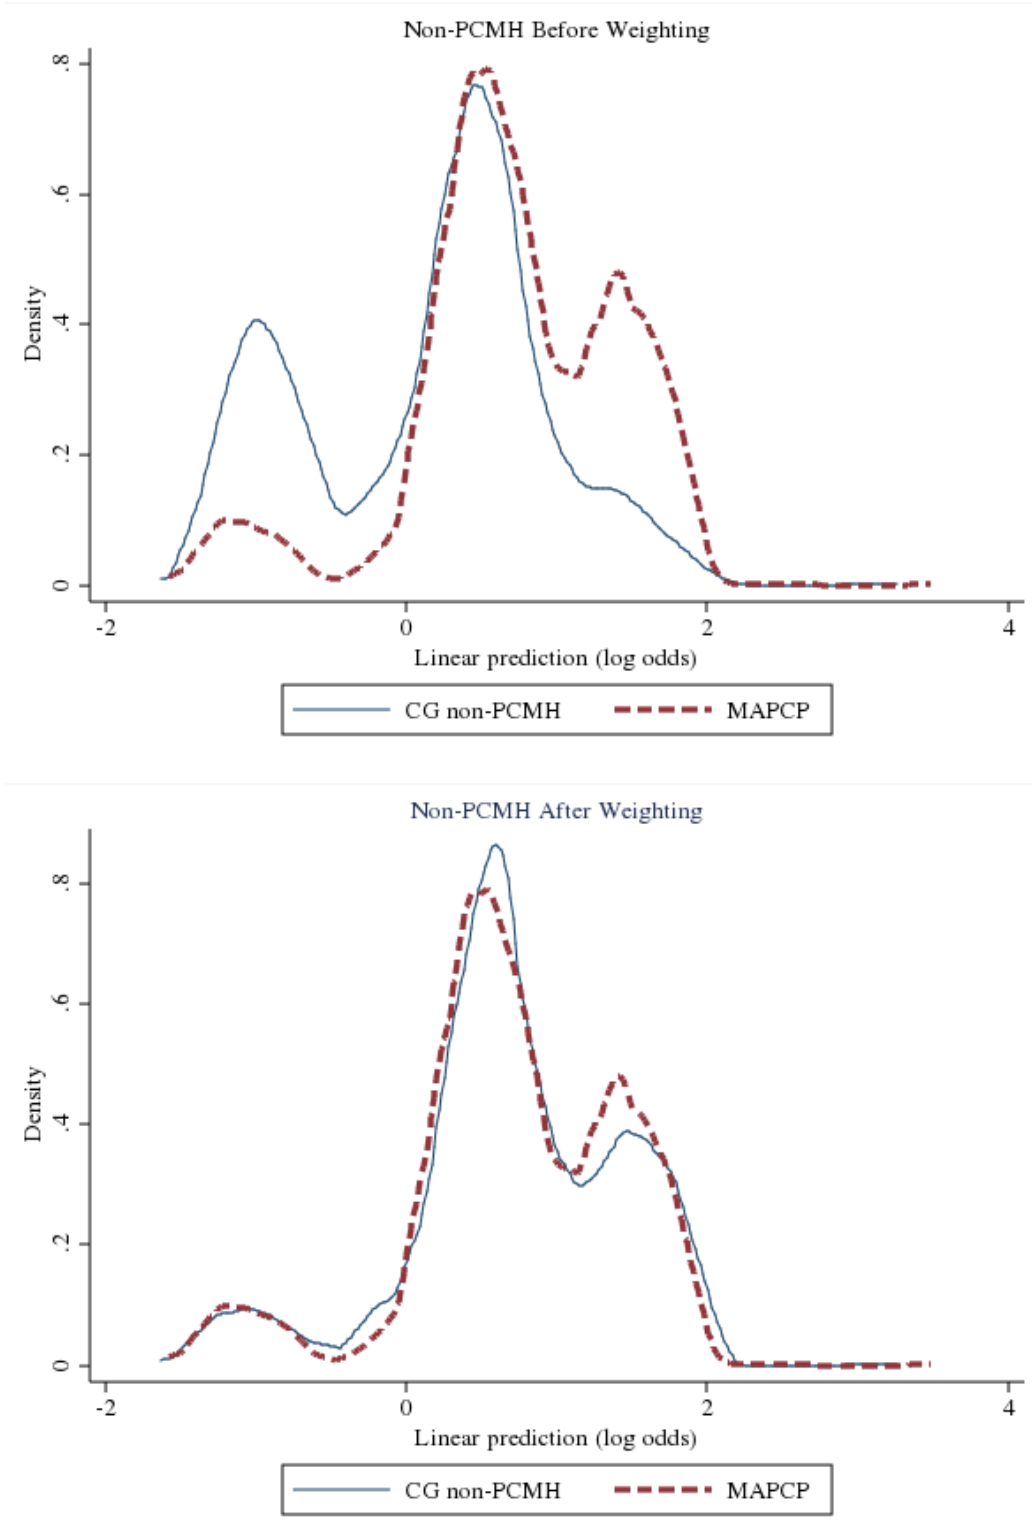 Non-PCMH Before Weighting
.8
.6
.4
.2
0
Density
-2 0 2 4
Linear prediction (log odds)
CG non-PCMH MAPCP
Non-PCMH After Weighting
.8
.6
.4
.2
0
Density
-2 0 2 4
Linear prediction (log odds)
CG non-PCMH MAPCP